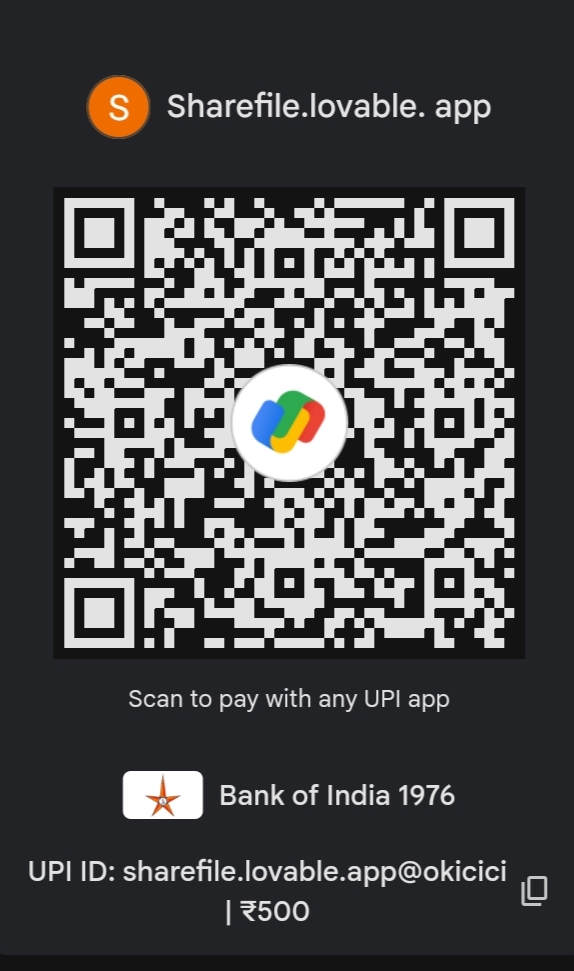 S
Sharefile.lovable. app
Scan to pay with any UPI app
Bank of India 1976
UPI ID: sharefile.lovable.app@okicici
| ₹500